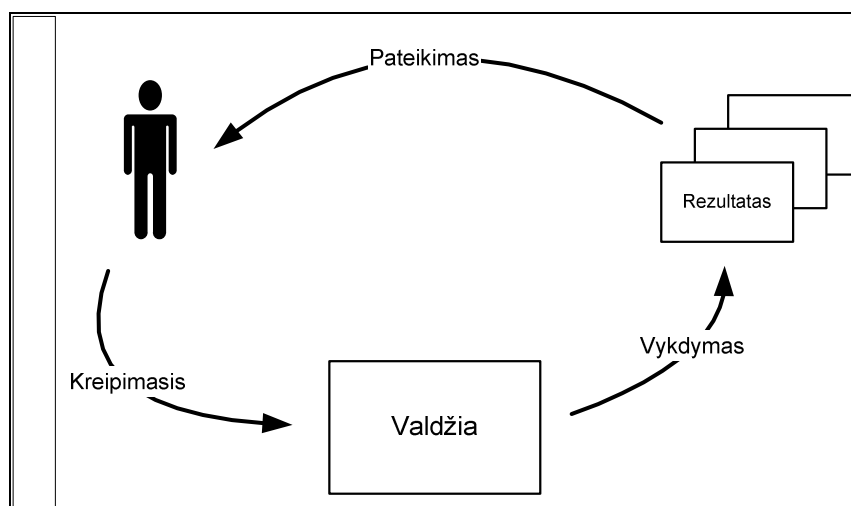 Pateikimas
Rezultatas
Vykdymas
Kreipimasis
Valdžia